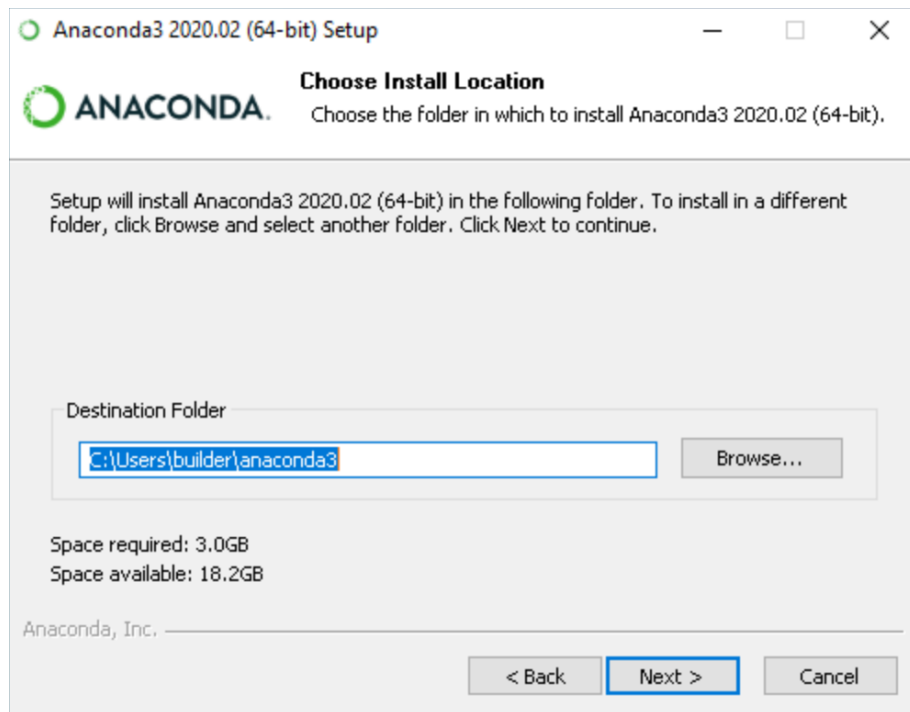 Anaconda3 2020.02 (64-bit) Setup
ANACONDA.
Choose Install Location
Choose the folder in which to install Anaconda3 2020.02 (64-bit).
Setup will install Anaconda3 2020.02 (64-bit) in the following folder. To install in a different
folder, click Browse and select another folder. Click Next to continue.
Destination Folder
C:\Users\builder\anaconda3
Browse...
Space required: 3.0GB
Space available: 18.2GB
Anaconda, Inc.
< Back
Next >
Cancel